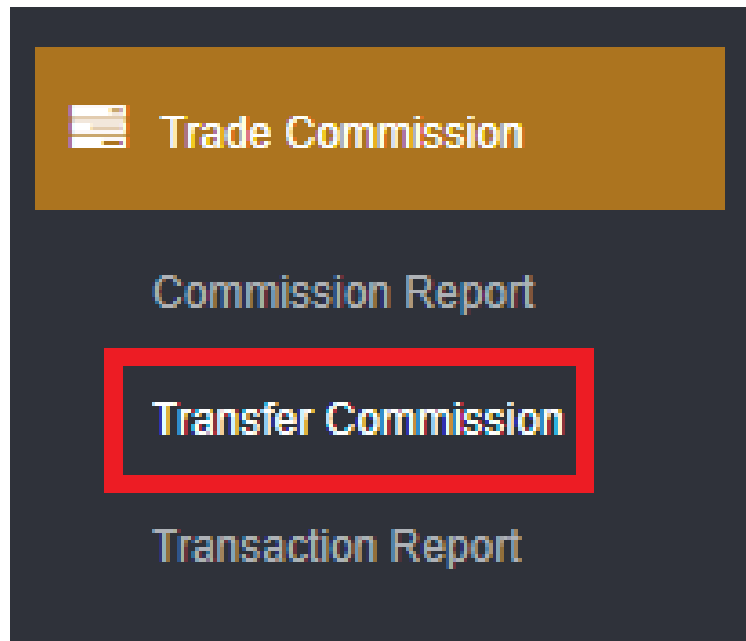 Trade Commission
Commission Report
Transfer Commission
Transaction Report